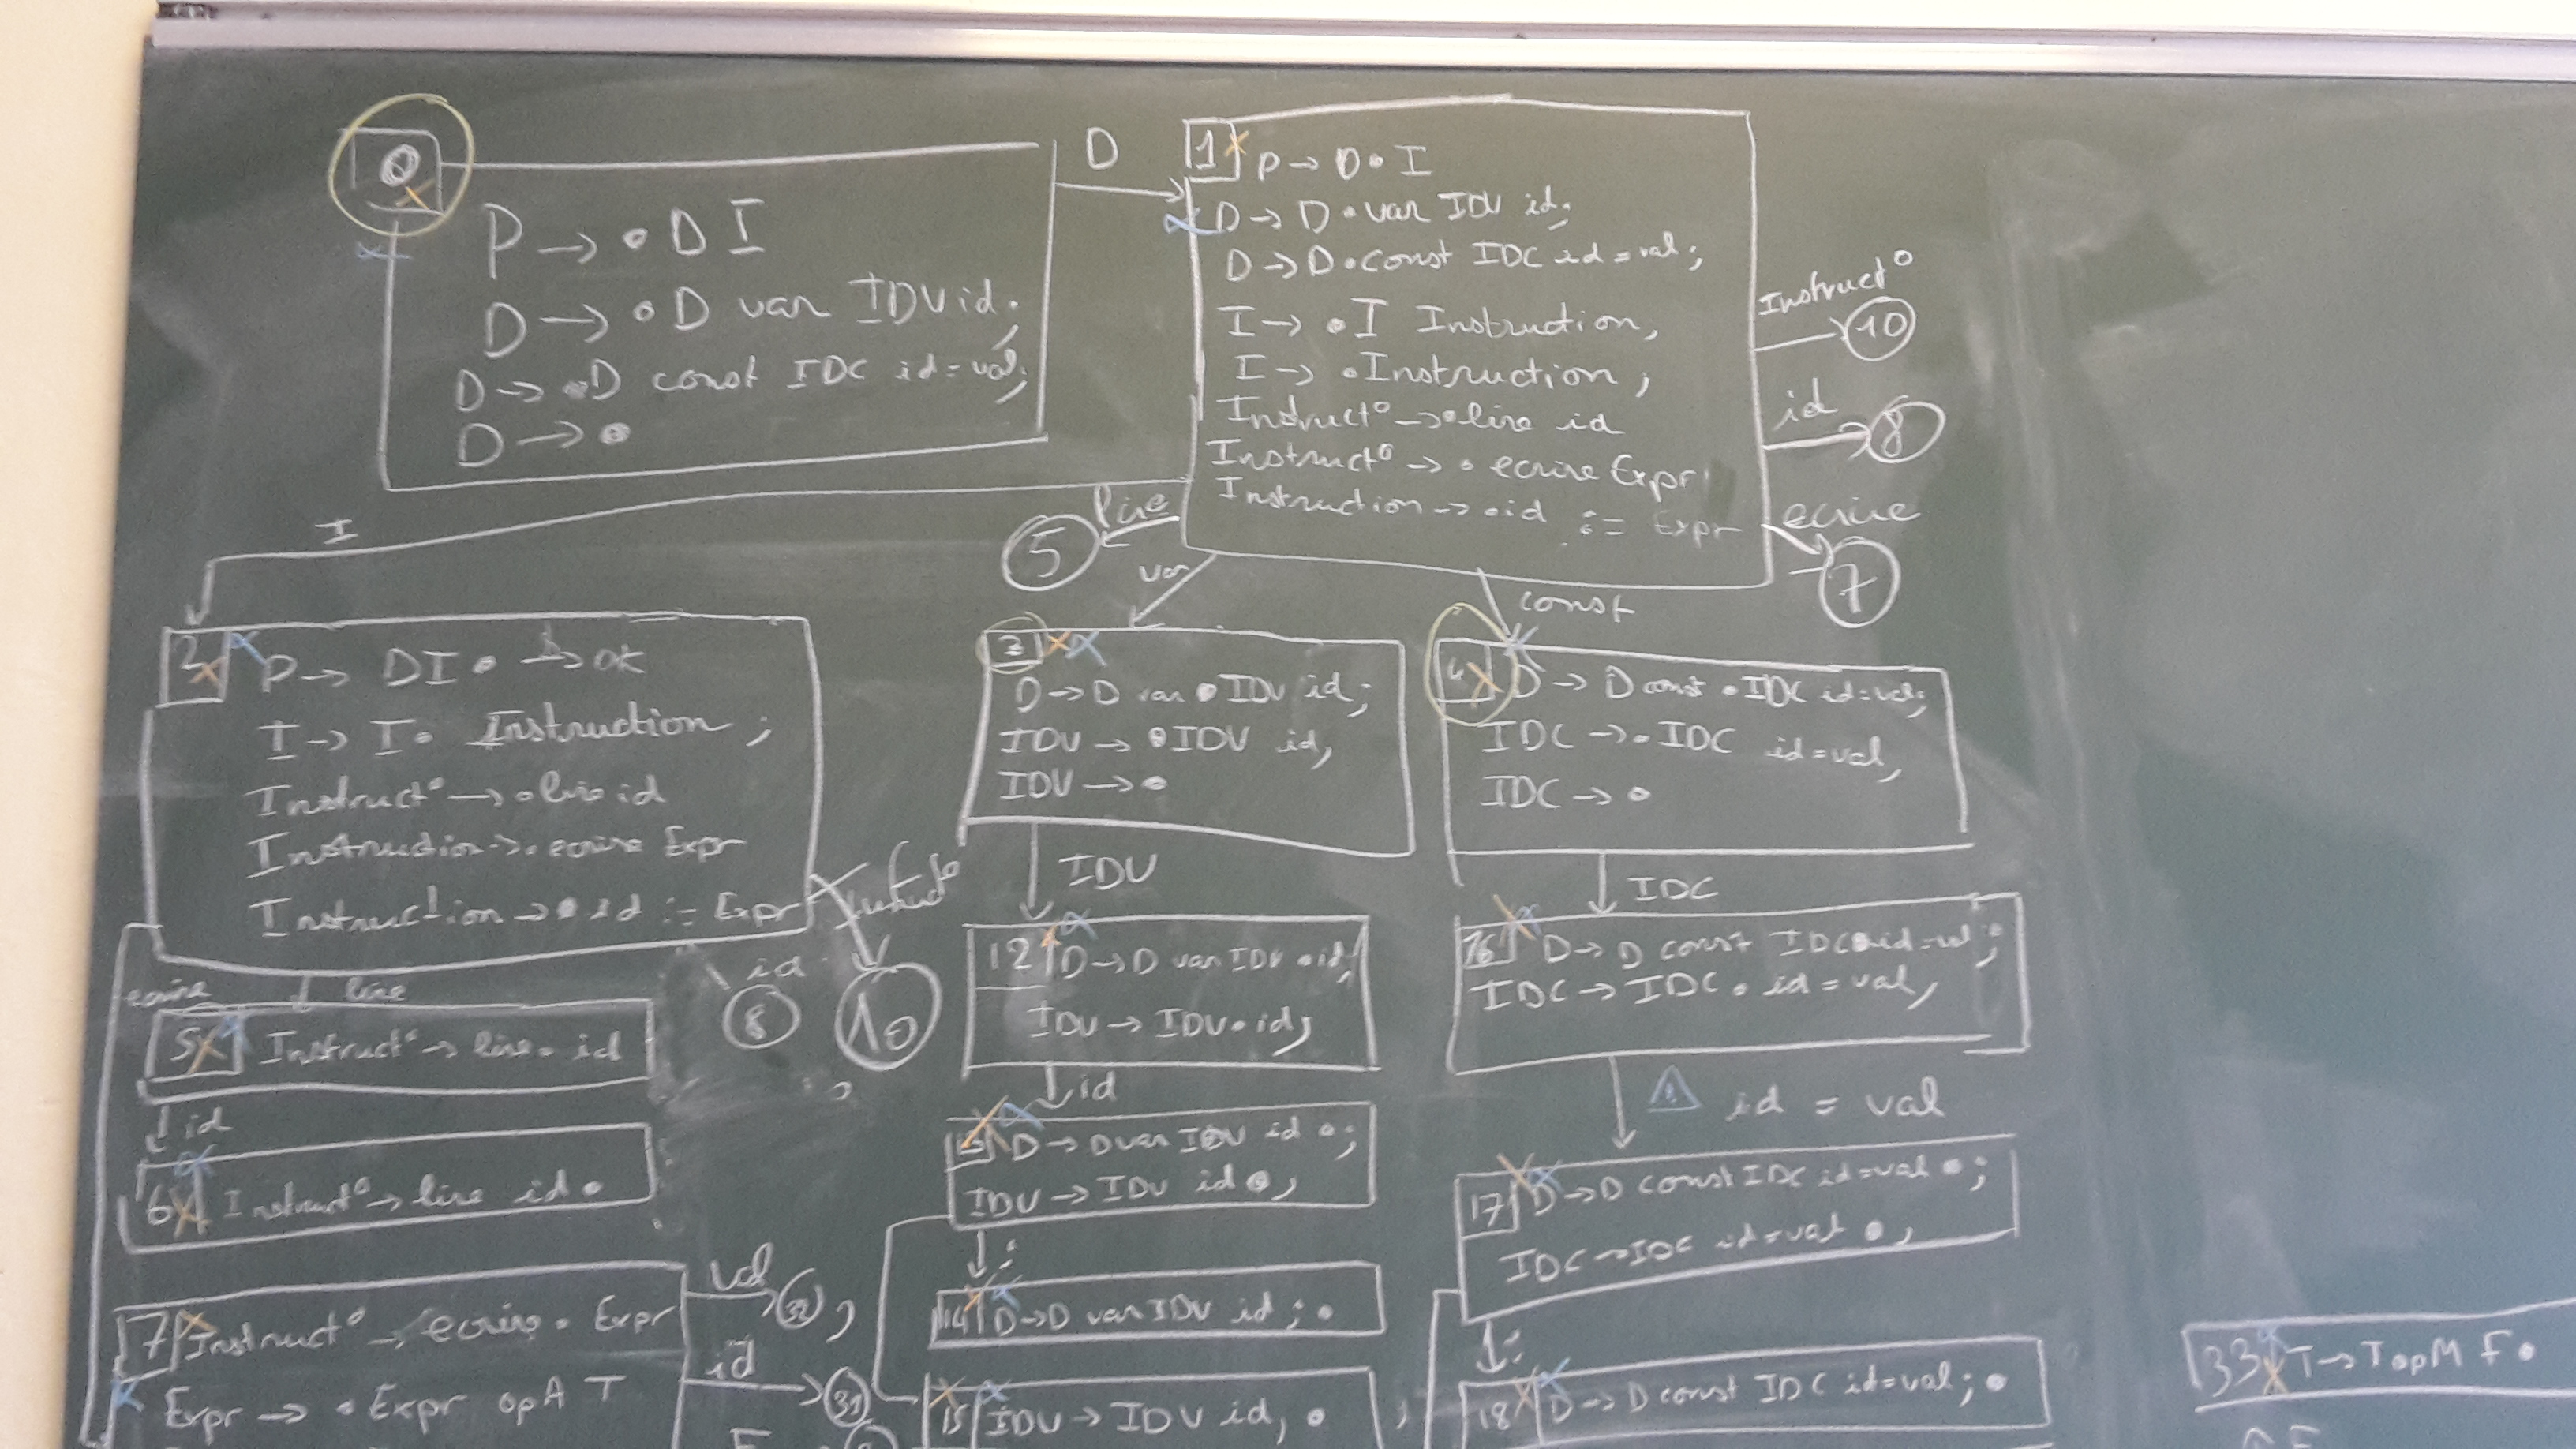 0
P → • D I
D → • D var IDV id;
D → • D const IDC id = val;
D → •
D
1 P → D • I
D → D • var IDV id;
D → D • const IDC id = val;
I → • I Instruction,
I → • Instruction ;
Instruct° → • lire id
Instruct° → • ecrire Expr
Instruction → • id := Expr
Instruct°
10
id
8
ecrire
7
lire
5
var
const
I
2 P → DI • OK
I → I • Instruction ;
Instruct° → • lire id
Instruction → • ecrire Expr
Instruction → • id := Expr
ecrire
lire
id
8
10
3
D → D var • IDV id;
IDV → • IDV id,
IDV → •
IDV
4 D → D const • IDC id = val;
IDC → • IDC id = val,
IDC → •
IDC
5 Instruct° → lire • id
id
6 Instruct° → lire id •
12 D → D var IDV • id;
IDV → IDV • id,
id
D → D var IDV id • ;
IDV → IDV id • ,
;
14 D → D var IDV id ; •
15 IDV → IDV id, •
,
16 D → D const IDC • id = val ;
IDC → IDC • id = val,
⚠ id = val
17 D → D const IDC id = val • ;
IDC → IDC id = val • ,
;
18 D → D const IDC id = val ; •
,
7 Instruct° → ecrire • Expr
Expr → • Expr opA T
val
32
id
31
F
33 T → T opM F •